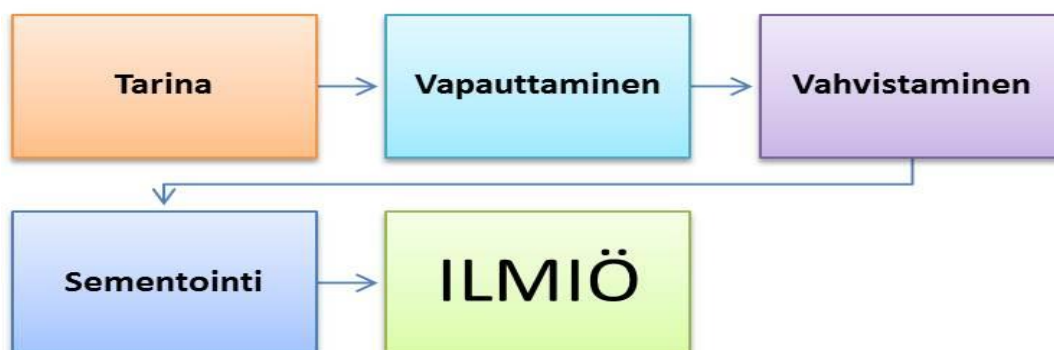 Tarina
Vapauttaminen
Vahvistaminen
Sementointi
ILMIÖ